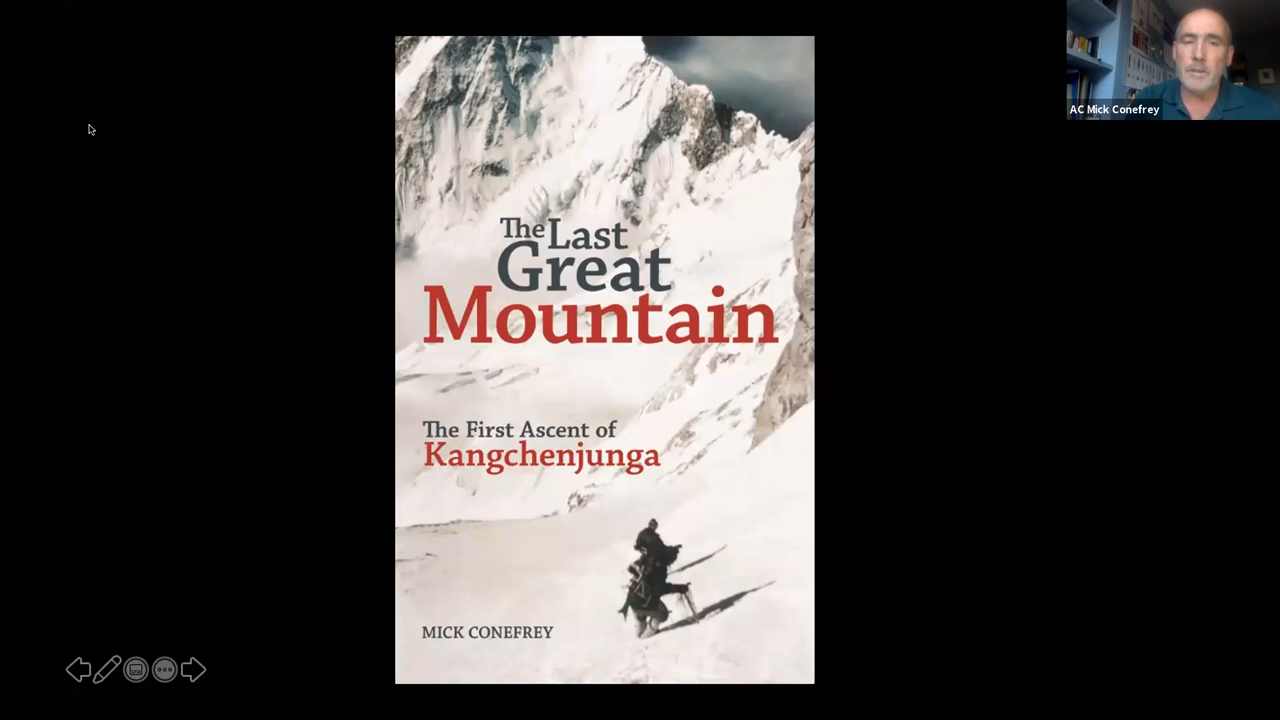 AC Mick Conefrey
The Last
Great
Mountain
The First Ascent of
Kangchenjunga
MICK CONEFREY